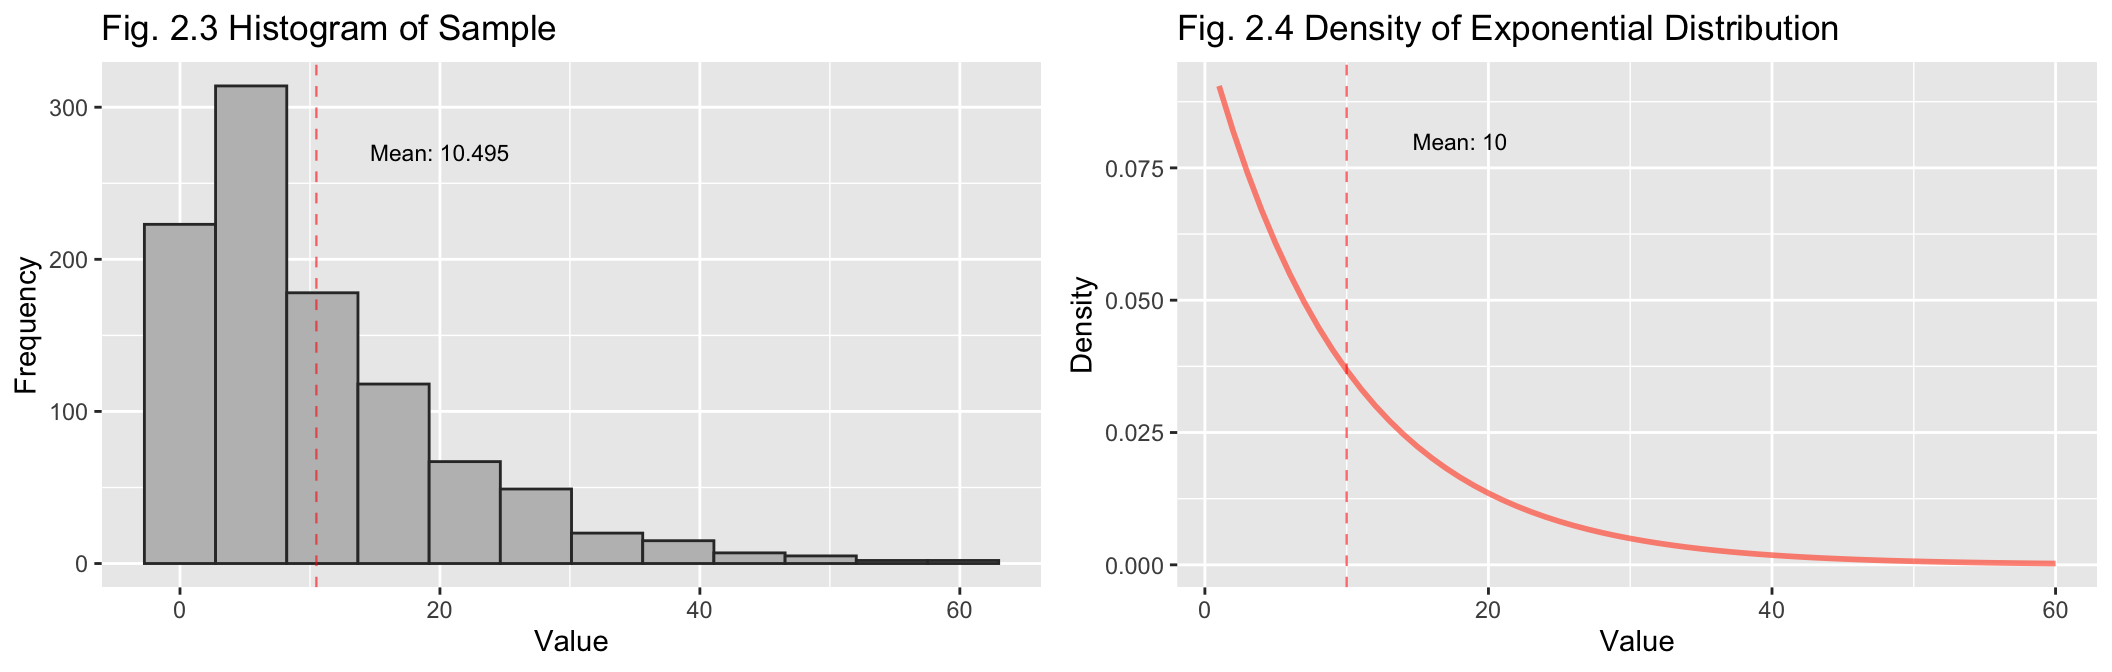 Fig. 2.3 Histogram of Sample
Frequency
300
200
100
0
Mean: 10.495
0 20 40 60
Value
Fig. 2.4 Density of Exponential Distribution
Density
0.075
0.050
0.025
0.000
Mean: 10
0 20 40 60
Value